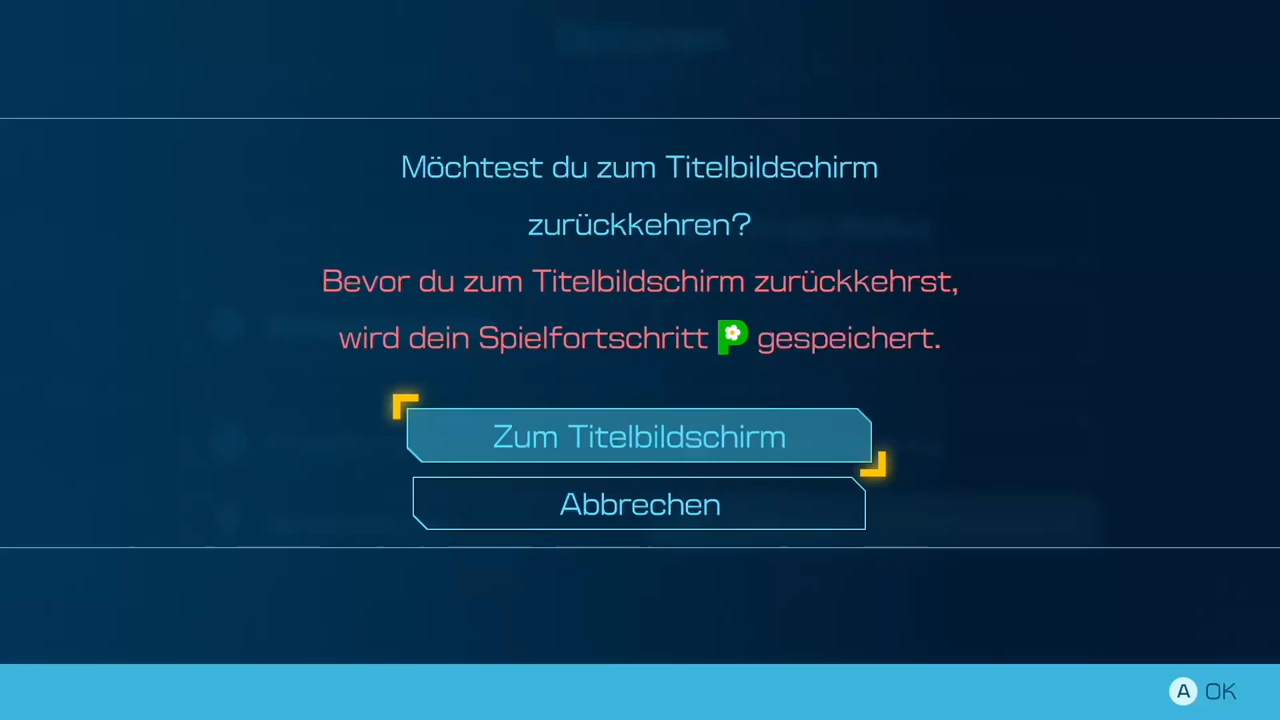 Möchtest du zum Titelbildschirm
zurückkehren?
Bevor du zum Titelbildschirm zurückkehrst,
wird dein Spielfortschritt P gespeichert.
Zum Titelbildschirm
Abbrechen
A OK